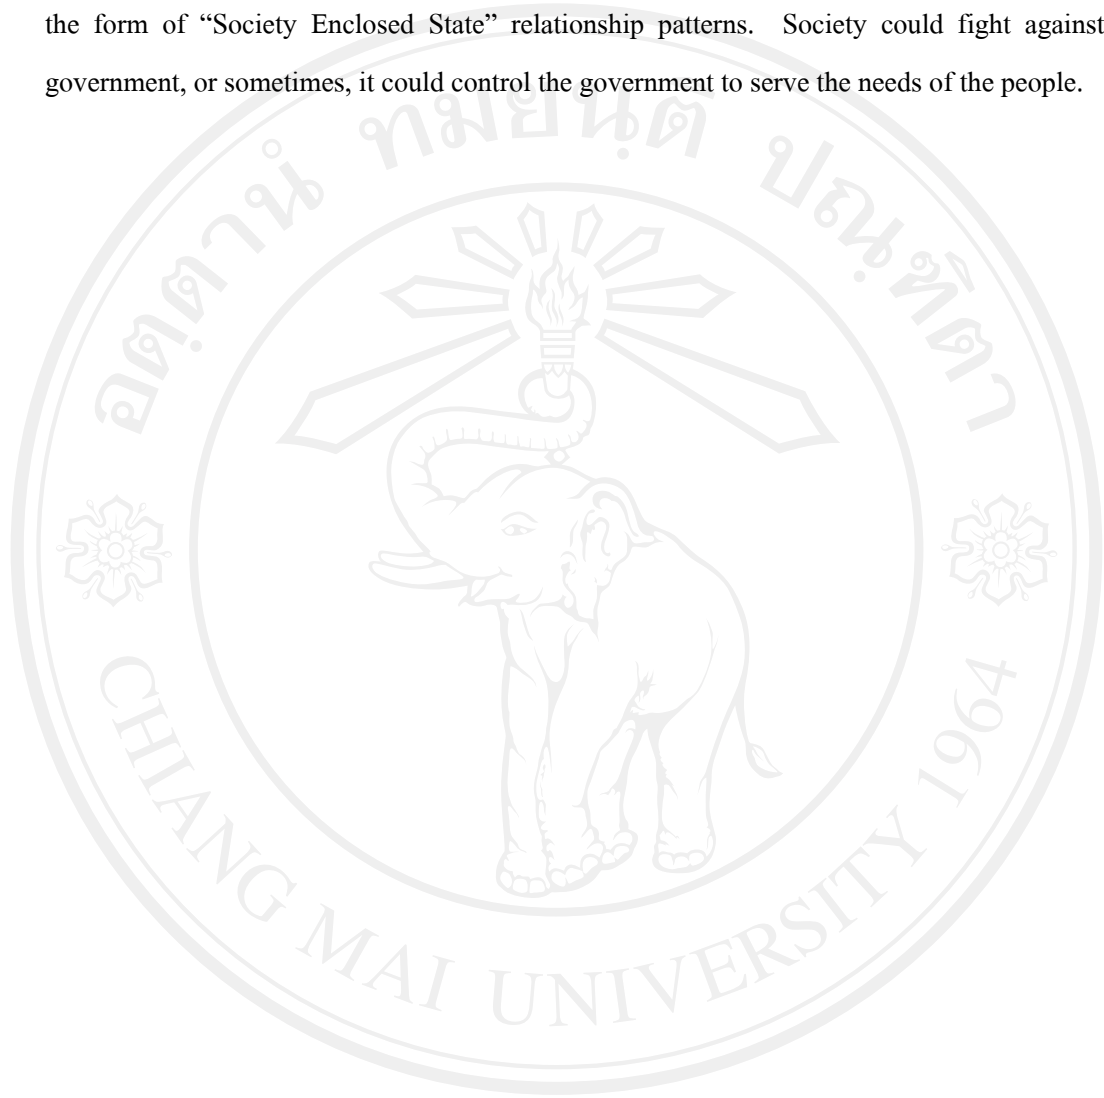 the form of “Society Enclosed State” relationship patterns. Society could fight against
government, or sometimes, it could control the government to serve the needs of the people.
อตฺตานํ ทมยนฺติ ปณฺฑิตา
CHIANG MAI UNIVERSITY 1964